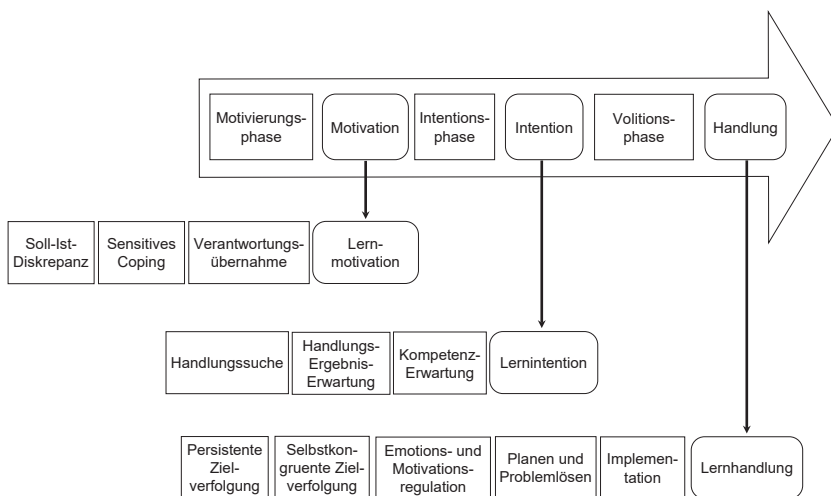 Motivierungs-
phase
Motivation
Intentions-
phase
Intention
Volitions-
phase
Handlung
Soll-Ist-
Diskrepanz
Sensitives
Coping
Verantwortungs-
übernahme
Lern-
motivation
Handlungssuche
Handlungs-
Ergebnis-
Erwartung
Kompetenz-
Erwartung
Lernintention
Persistente
Ziel-
verfolgung
Selbstkon-
gruente Ziel-
verfolgung
Emotions- und
Motivations-
regulation
Planen und
Problemlösen
Implemen-
tation
Lernhandlung